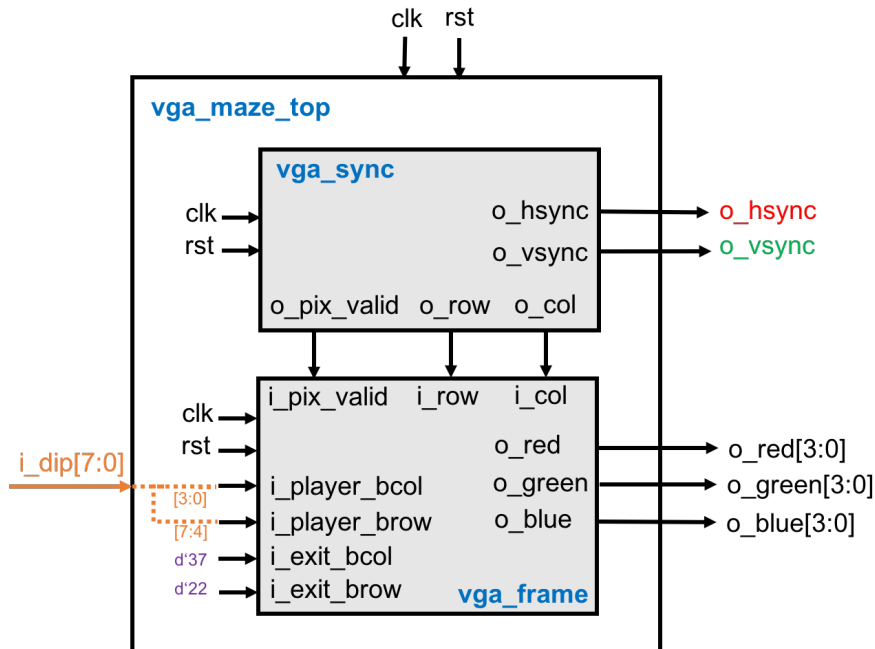 clk rst
vga_maze_top
vga_sync
clk
o_hsync
o_hsync
rst
o_vsync
o_vsync
o_pix_valid o_row o_col
i_pix_valid i_row i_col
clk
rst
o_red
o_red[3:0]
i_dip[7:0]
[3:0]
i_player_bcol
o_green
o_green[3:0]
[7:4]
i_player_brow
o_blue
o_blue[3:0]
d‘37
i_exit_bcol
d‘22
i_exit_brow
vga_frame